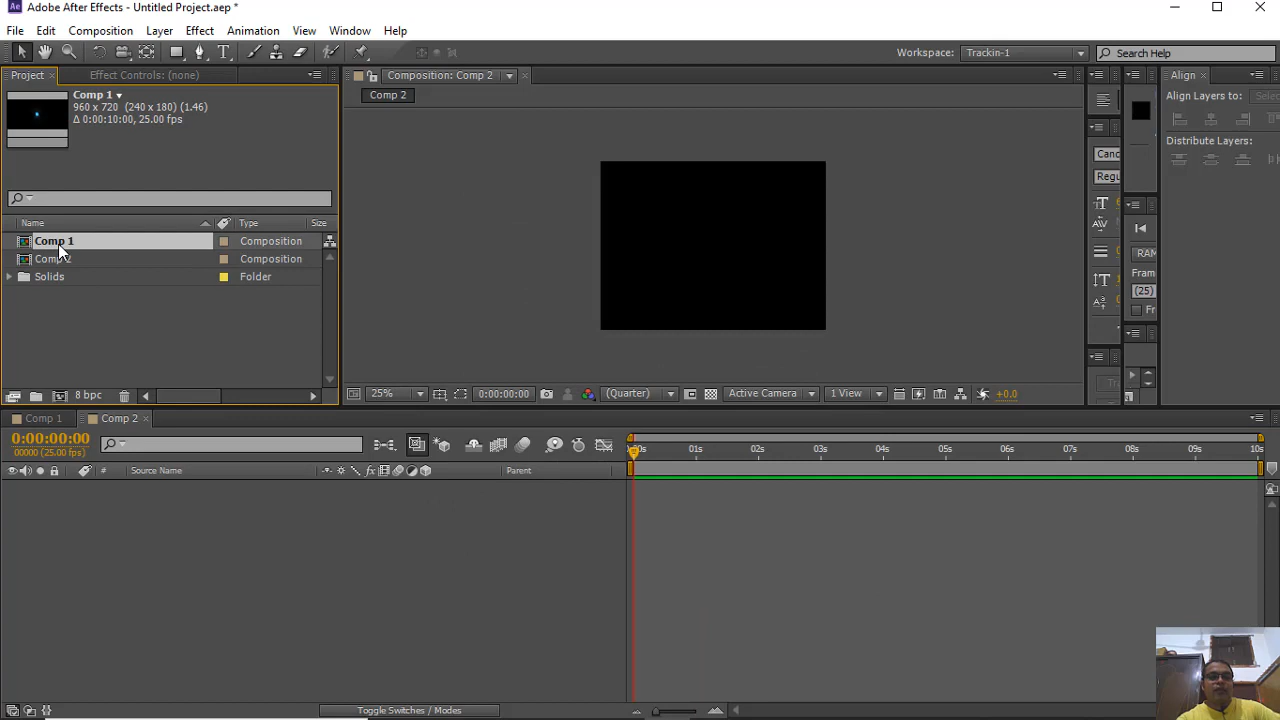 Ae Adobe After Effects - Untitled Project.aep *
File Edit Composition Layer Effect Animation View Window Help
Workspace: Trackin-1 Search Help
Project Effect Controls: (none) Composition: Comp 2 Align
Comp 1
960 x 720 (240 x 180) (1.46)
Δ 0:00:10:00, 25.00 fps
Comp 2
Align Layers to:
Distribute Layers:
Name Type Size
Comp 1 Composition
Composition
Solids Folder
8 bpc
25% 0:00:00:00 (Quarter) Active Camera 1 View +0.0
RAM
Fram
(25)
Fr
Comp 1 Comp 2
0:00:00:00
00000 (25.00 fps)
# Source Name Parent
01s 02s 03s 04s 05s 06s 07s 08s 09s 10s
Toggle Switches / Modes